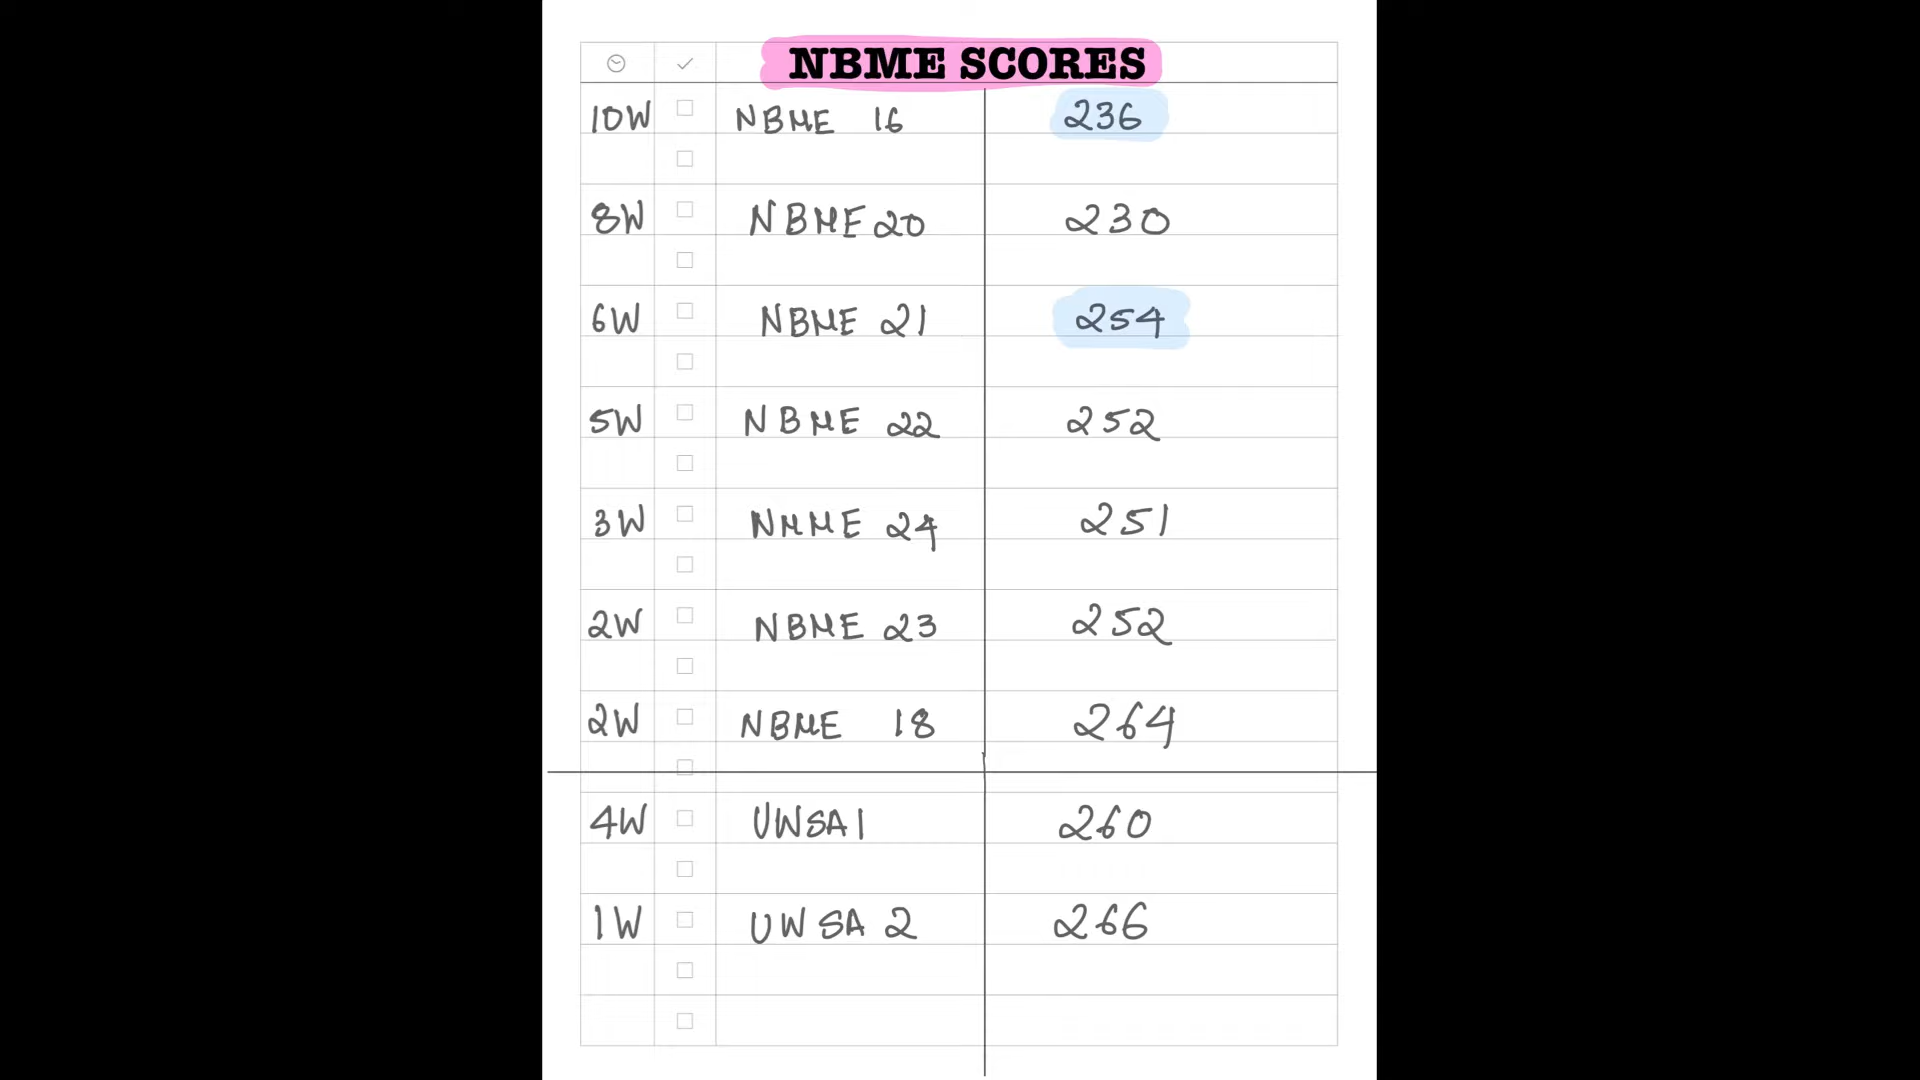 NBME SCORES
10W NBME 16 236
8W NBME 20 230
6W NBME 21 254
5W NBME 22 252
3W NMME 24 251
2W NBME 23 252
2W NBME 18 264
4W UWSA1 260
1W UWSA 2 266